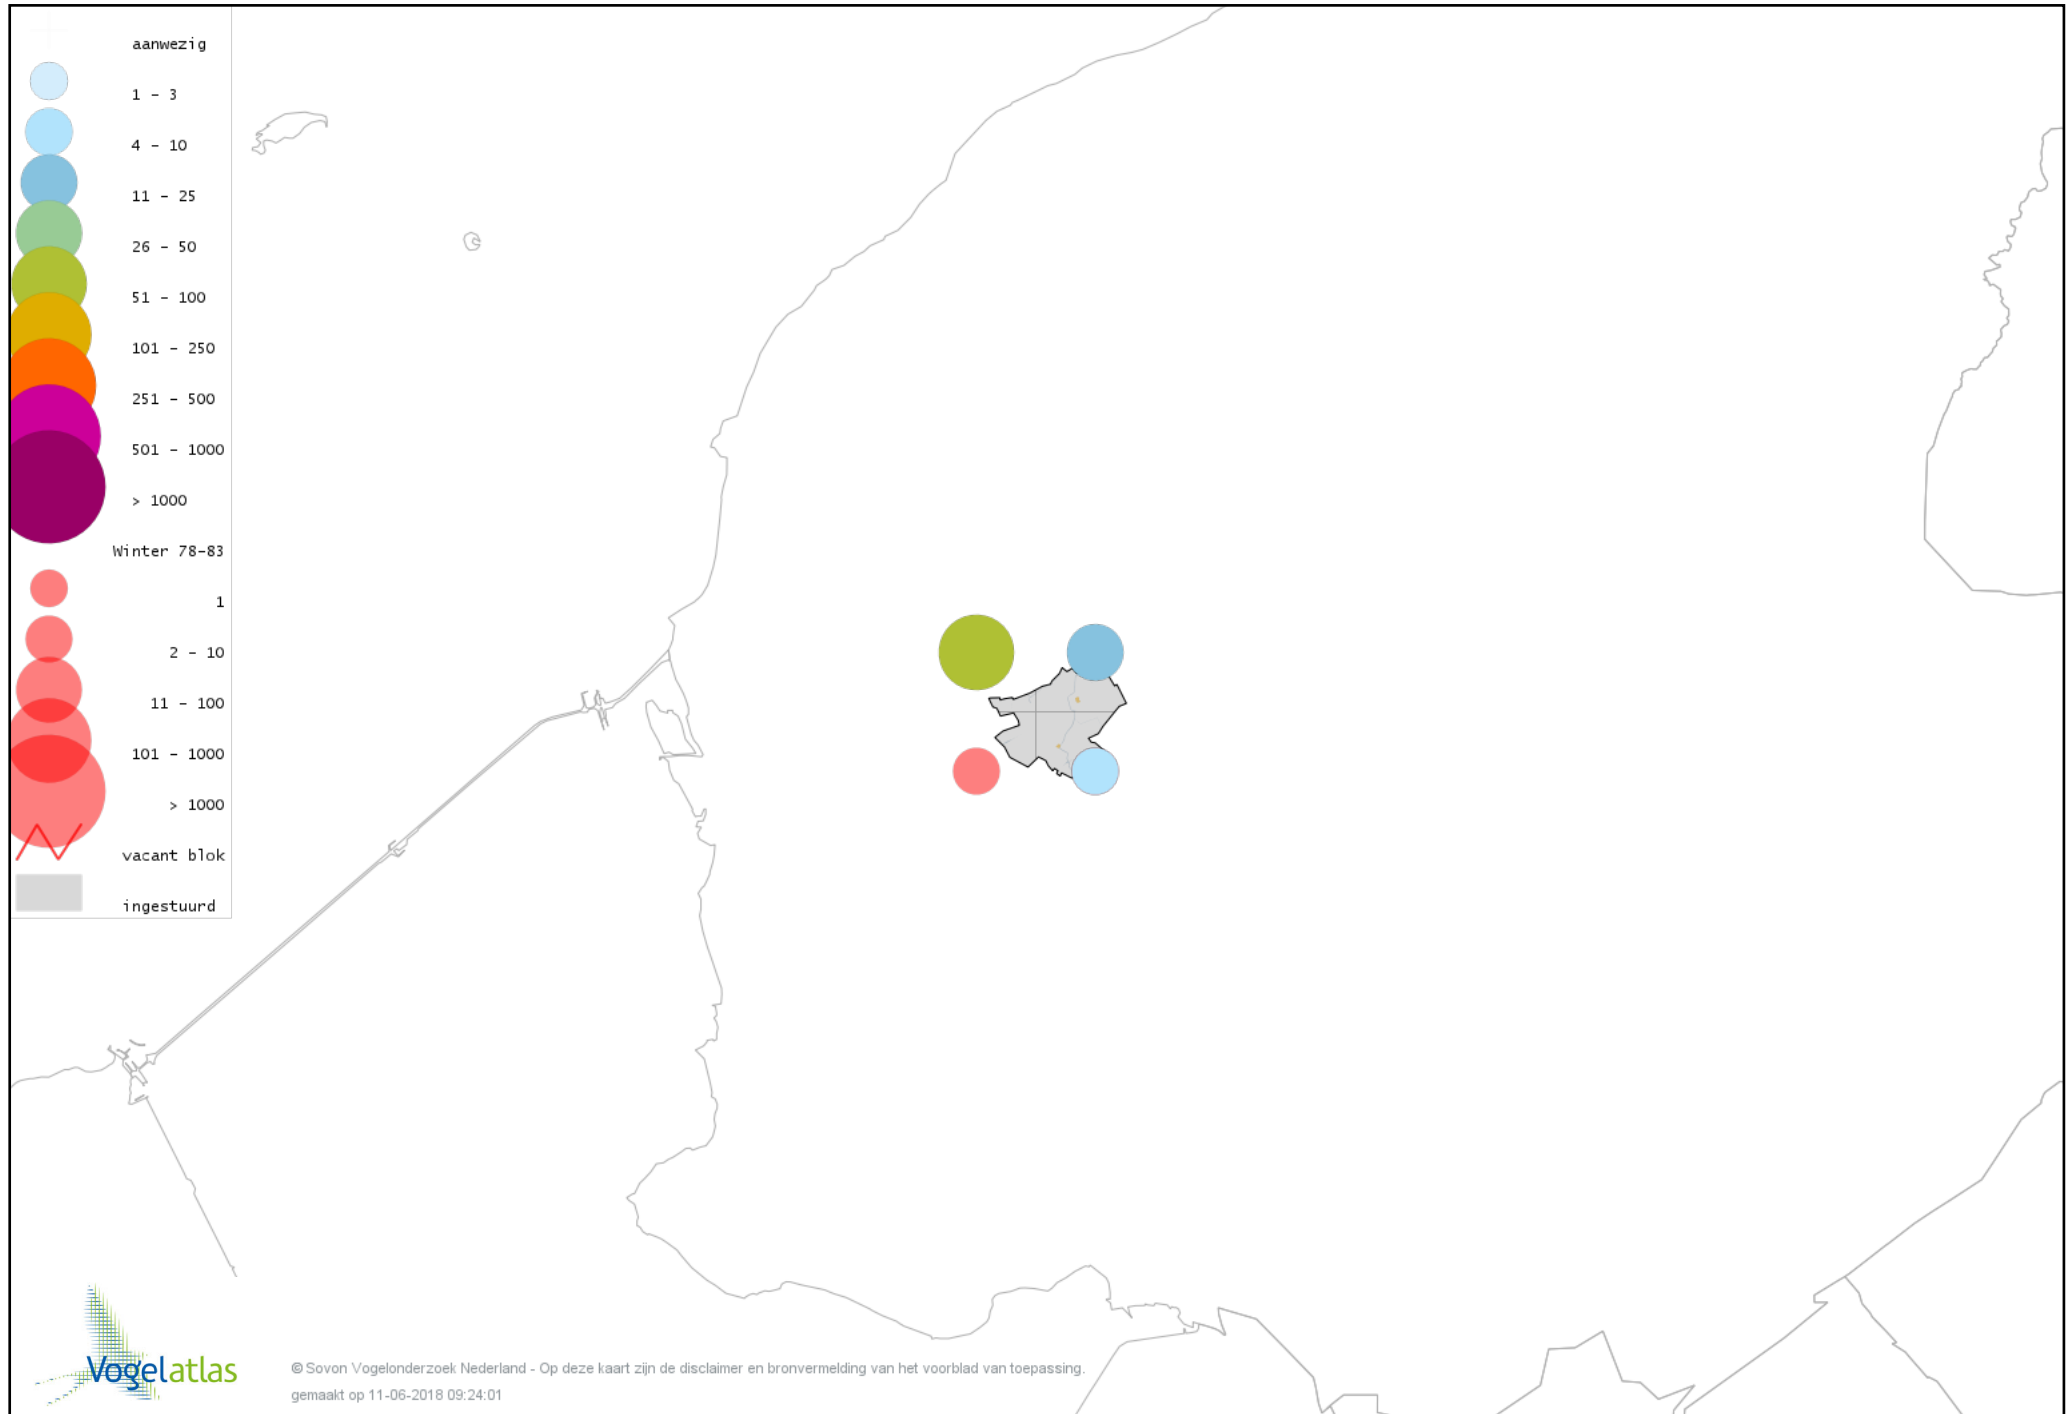 aanwezig
1 - 3
4 - 10
11 - 25
26 - 50
51 - 100
101 - 250
251 - 500
501 - 1000
> 1000
Winter 78-83
1
2 - 10
11 - 100
101 - 1000
> 1000
vacant blok
ingestuurd
Vogelatlas
© Sovon Vogelonderzoek Nederland - Op deze kaart zijn de disclaimer en bronvermelding van het voorblad van toepassing.
gemaakt op 11-06-2018 09:24:01